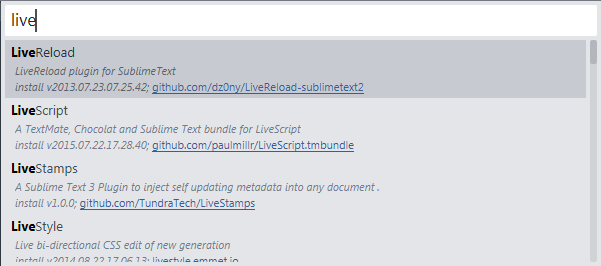 live
LiveReload
LiveReload plugin for SublimeText
install v2013.07.23.07.25.42; github.com/dz0ny/LiveReload-sublimetext2
LiveScript
A TextMate, Chocolat and Sublime Text bundle for LiveScript
install v2015.07.22.17.28.40; github.com/paulmillr/LiveScript.tmbundle
LiveStamps
A Sublime Text 3 Plugin to inject self updating metadata into any document .
install v1.0.0; github.com/TundraTech/LiveStamps
LiveStyle
Live bi-directional CSS edit of new generation
install v2014.08.22.17.06.13; livestyle.emmet.io